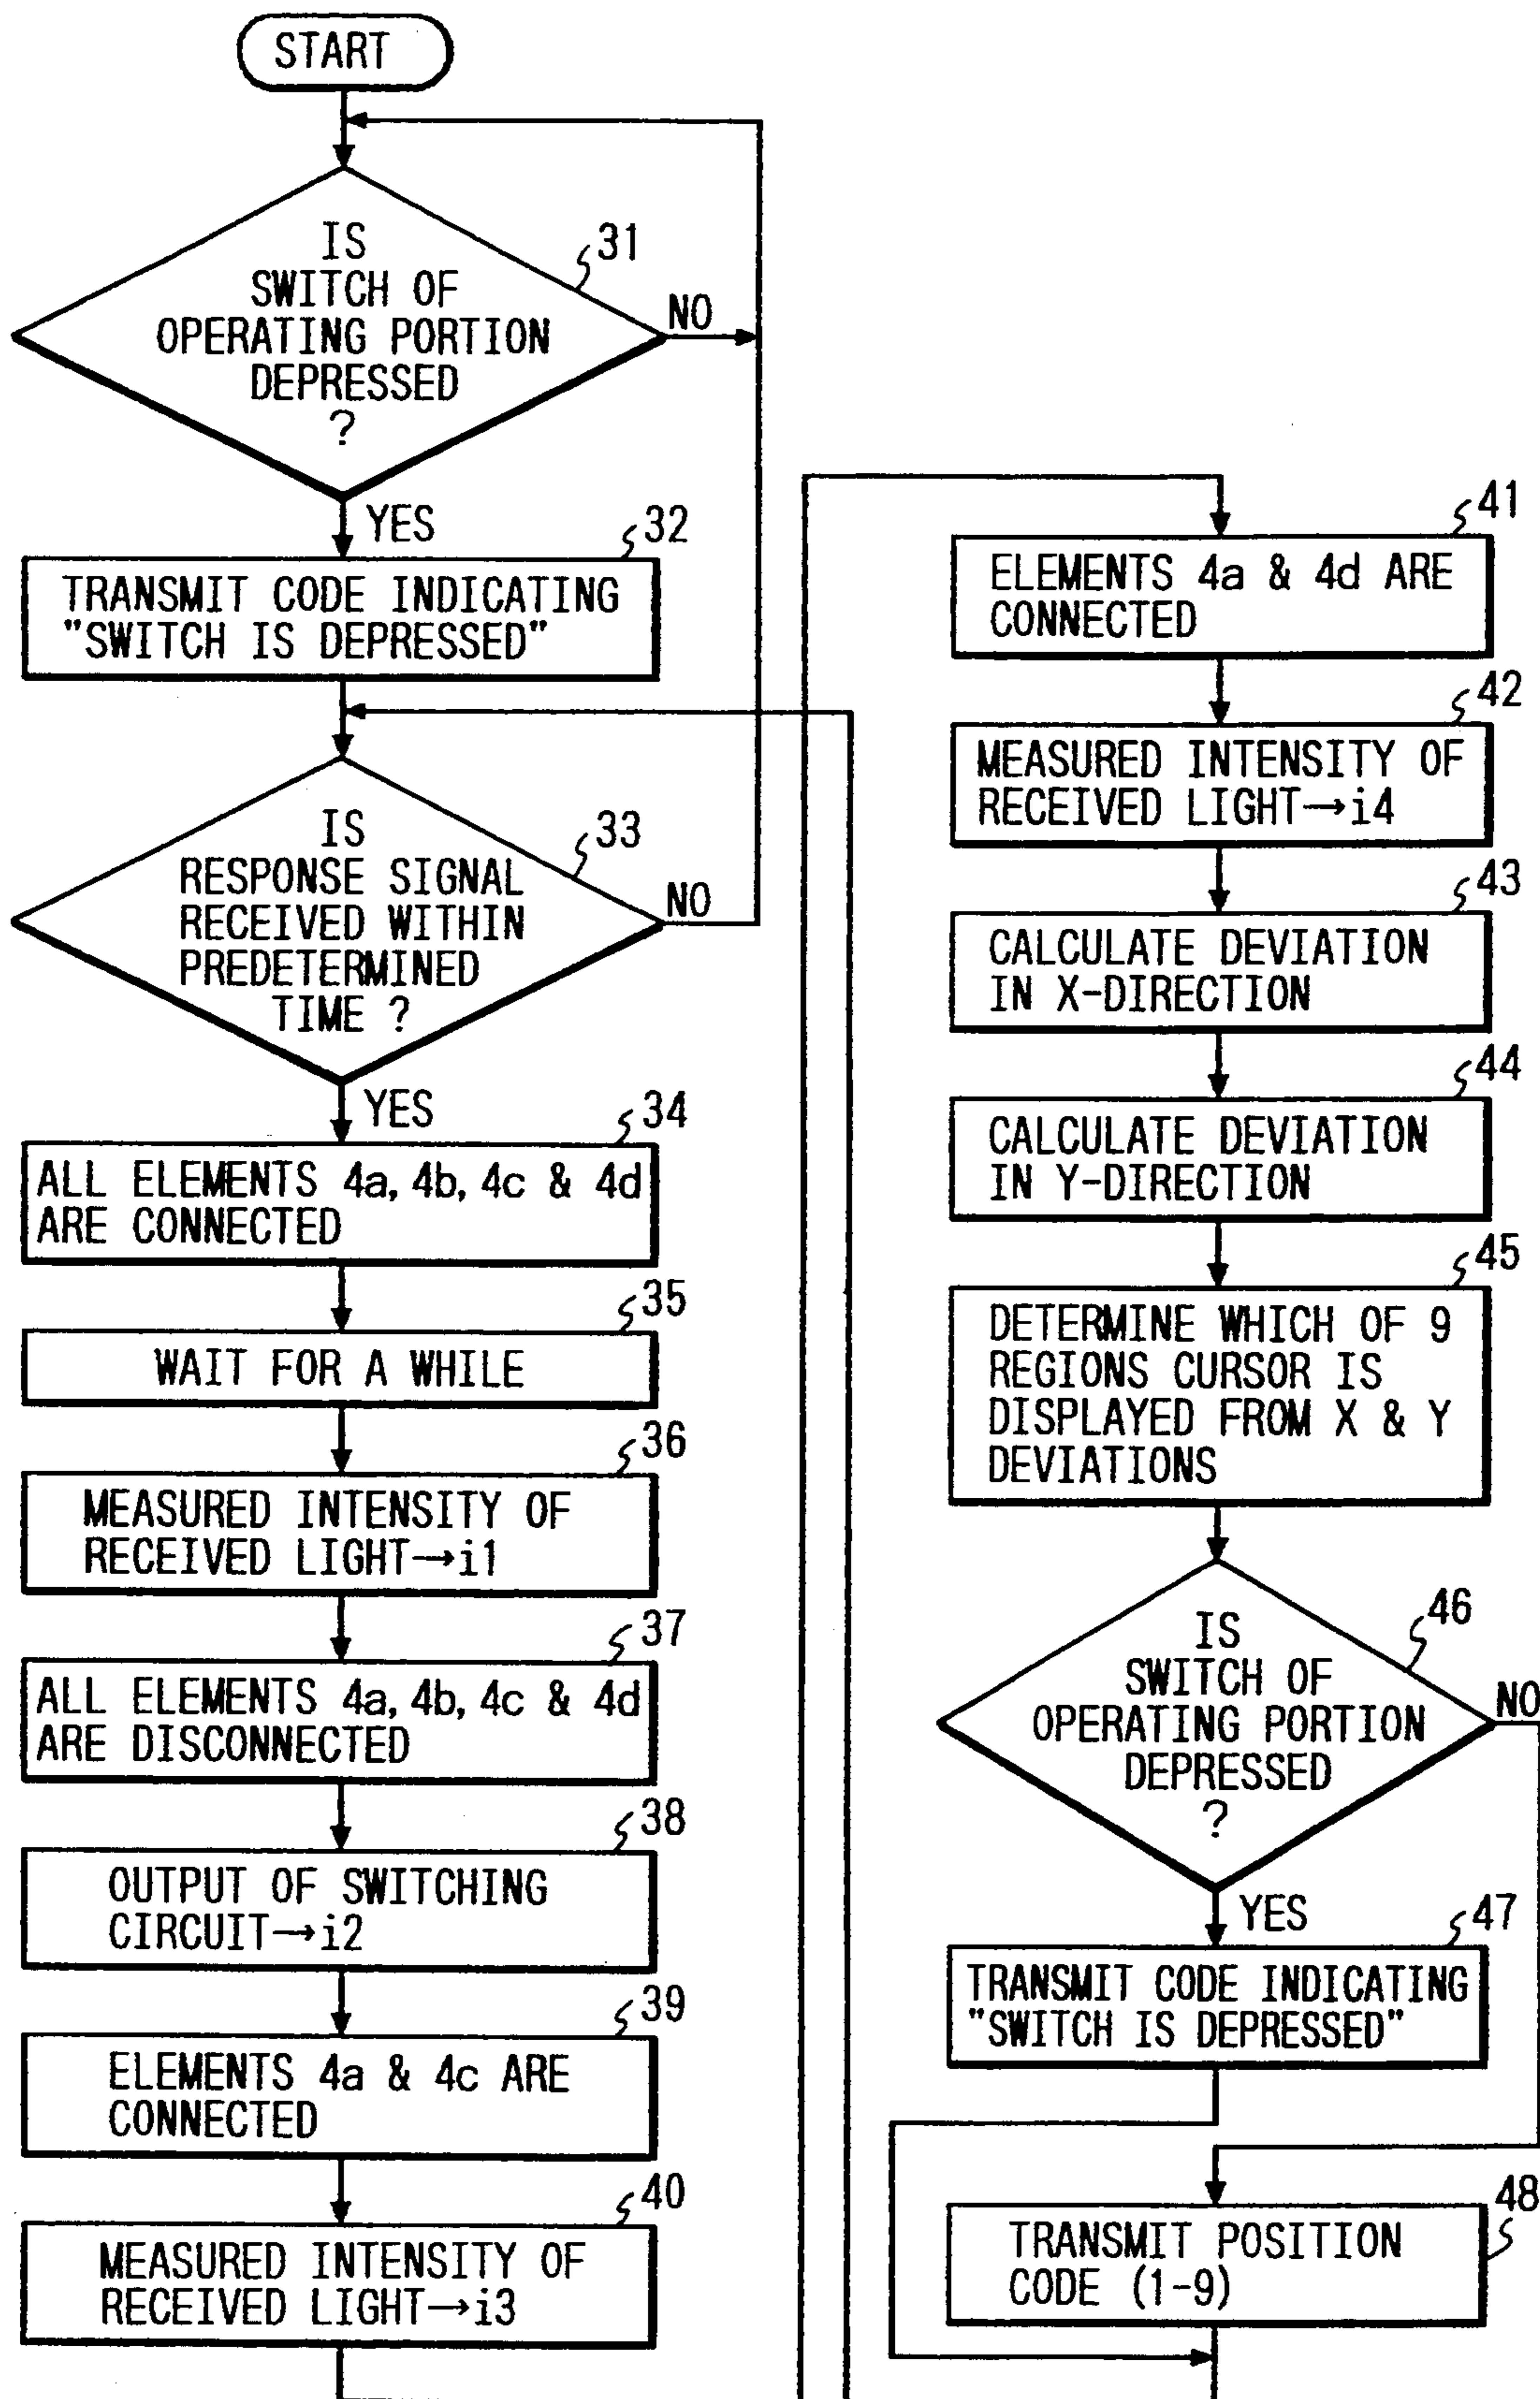 START
IS
SWITCH OF
OPERATING PORTION
DEPRESSED
?
31
NO
YES
32
TRANSMIT CODE INDICATING
"SWITCH IS DEPRESSED"
IS
RESPONSE SIGNAL
RECEIVED WITHIN
PREDETERMINED
TIME ?
33
NO
YES
34
ALL ELEMENTS 4a, 4b, 4c & 4d
ARE CONNECTED
35
WAIT FOR A WHILE
36
MEASURED INTENSITY OF
RECEIVED LIGHT→i1
37
ALL ELEMENTS 4a, 4b, 4c & 4d
ARE DISCONNECTED
38
OUTPUT OF SWITCHING
CIRCUIT→i2
39
ELEMENTS 4a & 4c ARE
CONNECTED
40
MEASURED INTENSITY OF
RECEIVED LIGHT→i3
41
ELEMENTS 4a & 4d ARE
CONNECTED
42
MEASURED INTENSITY OF
RECEIVED LIGHT→i4
43
CALCULATE DEVIATION
IN X-DIRECTION
44
CALCULATE DEVIATION
IN Y-DIRECTION
45
DETERMINE WHICH OF 9
REGIONS CURSOR IS
DISPLAYED FROM X & Y
DEVIATIONS
46
IS
SWITCH OF
OPERATING PORTION
DEPRESSED
?
NO
YES
47
TRANSMIT CODE INDICATING
"SWITCH IS DEPRESSED"
48
TRANSMIT POSITION
CODE (1-9)